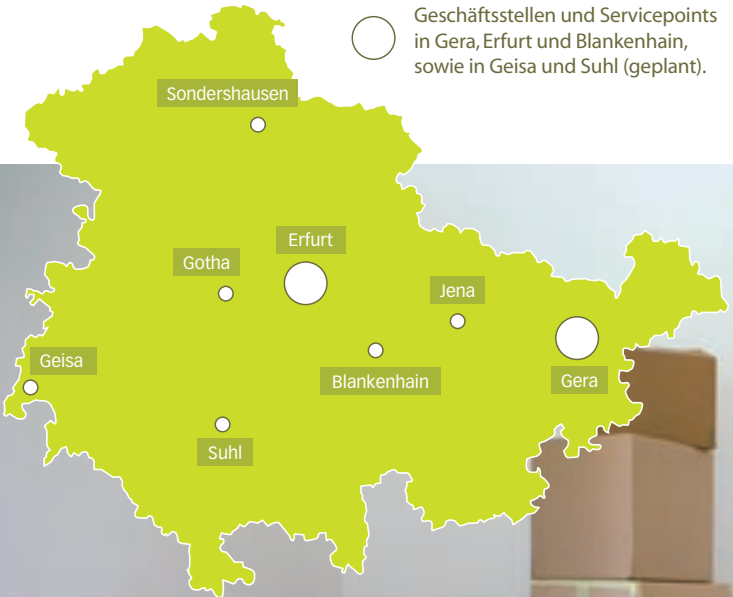 Geschäftsstellen und Servicepoints
in Gera, Erfurt und Blankenhain,
sowie in Geisa und Suhl (geplant).
Sondershausen
Erfurt
Gotha
Jena
Geisa
Blankenhain
Gera
Suhl